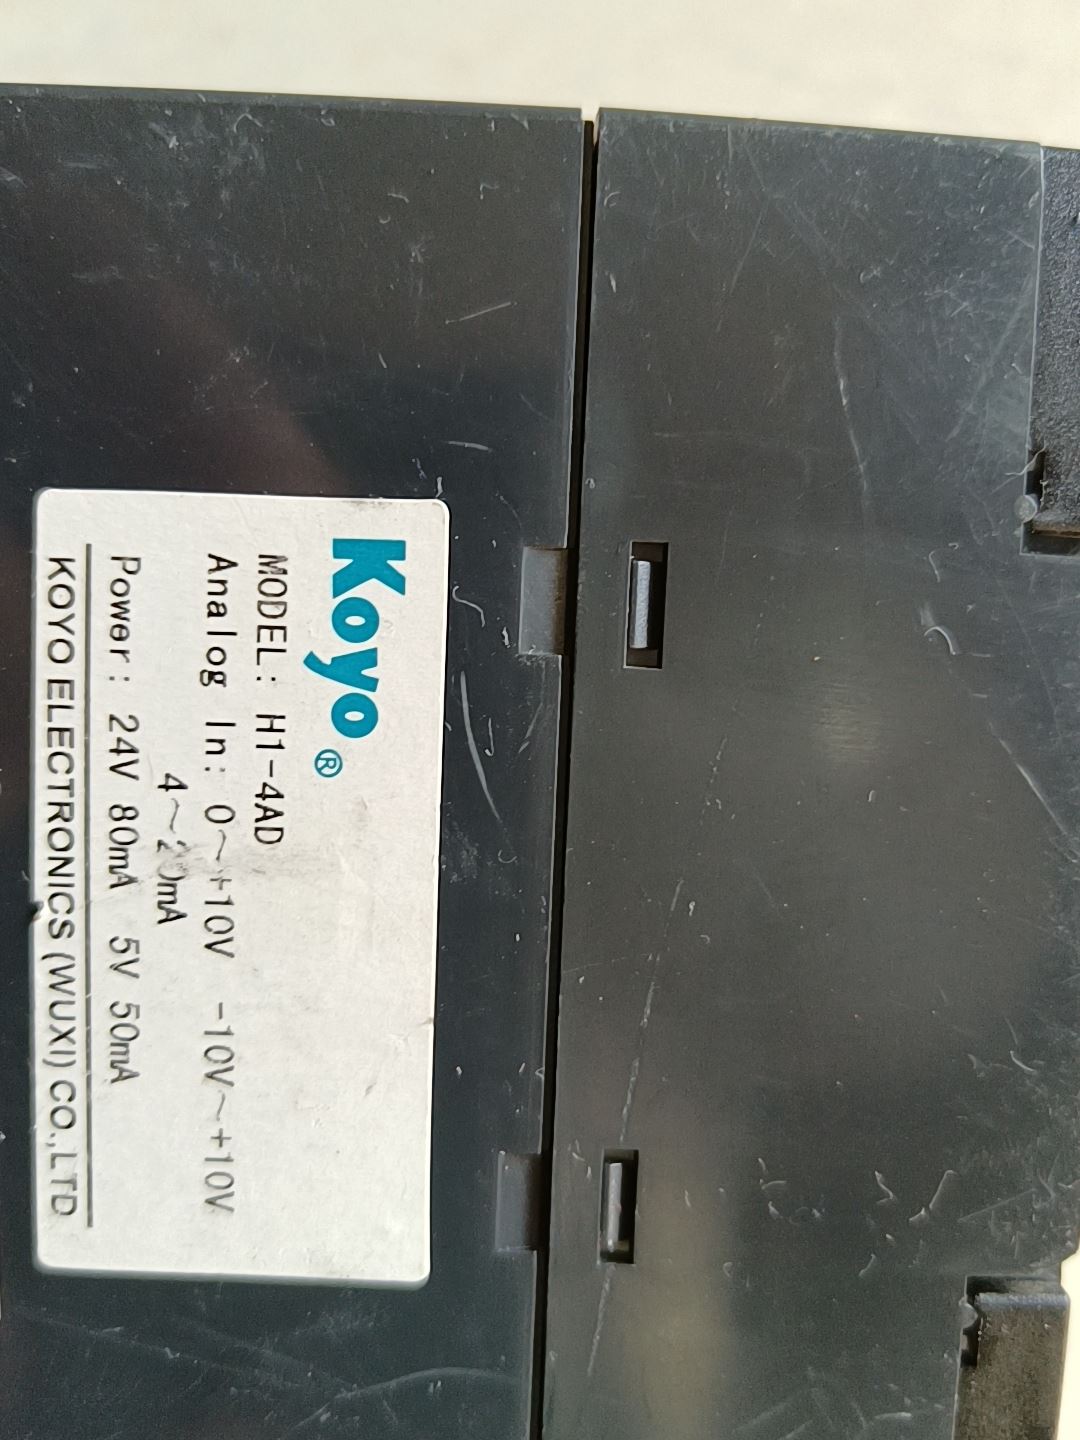 Koyo®
MODEL: H1-4AD
Analog In: 0～+10V -10V～+10V
4～20mA
Power: 24V 80mA 5V 50mA
KOYO ELECTRONICS (WUXI) CO.,LTD